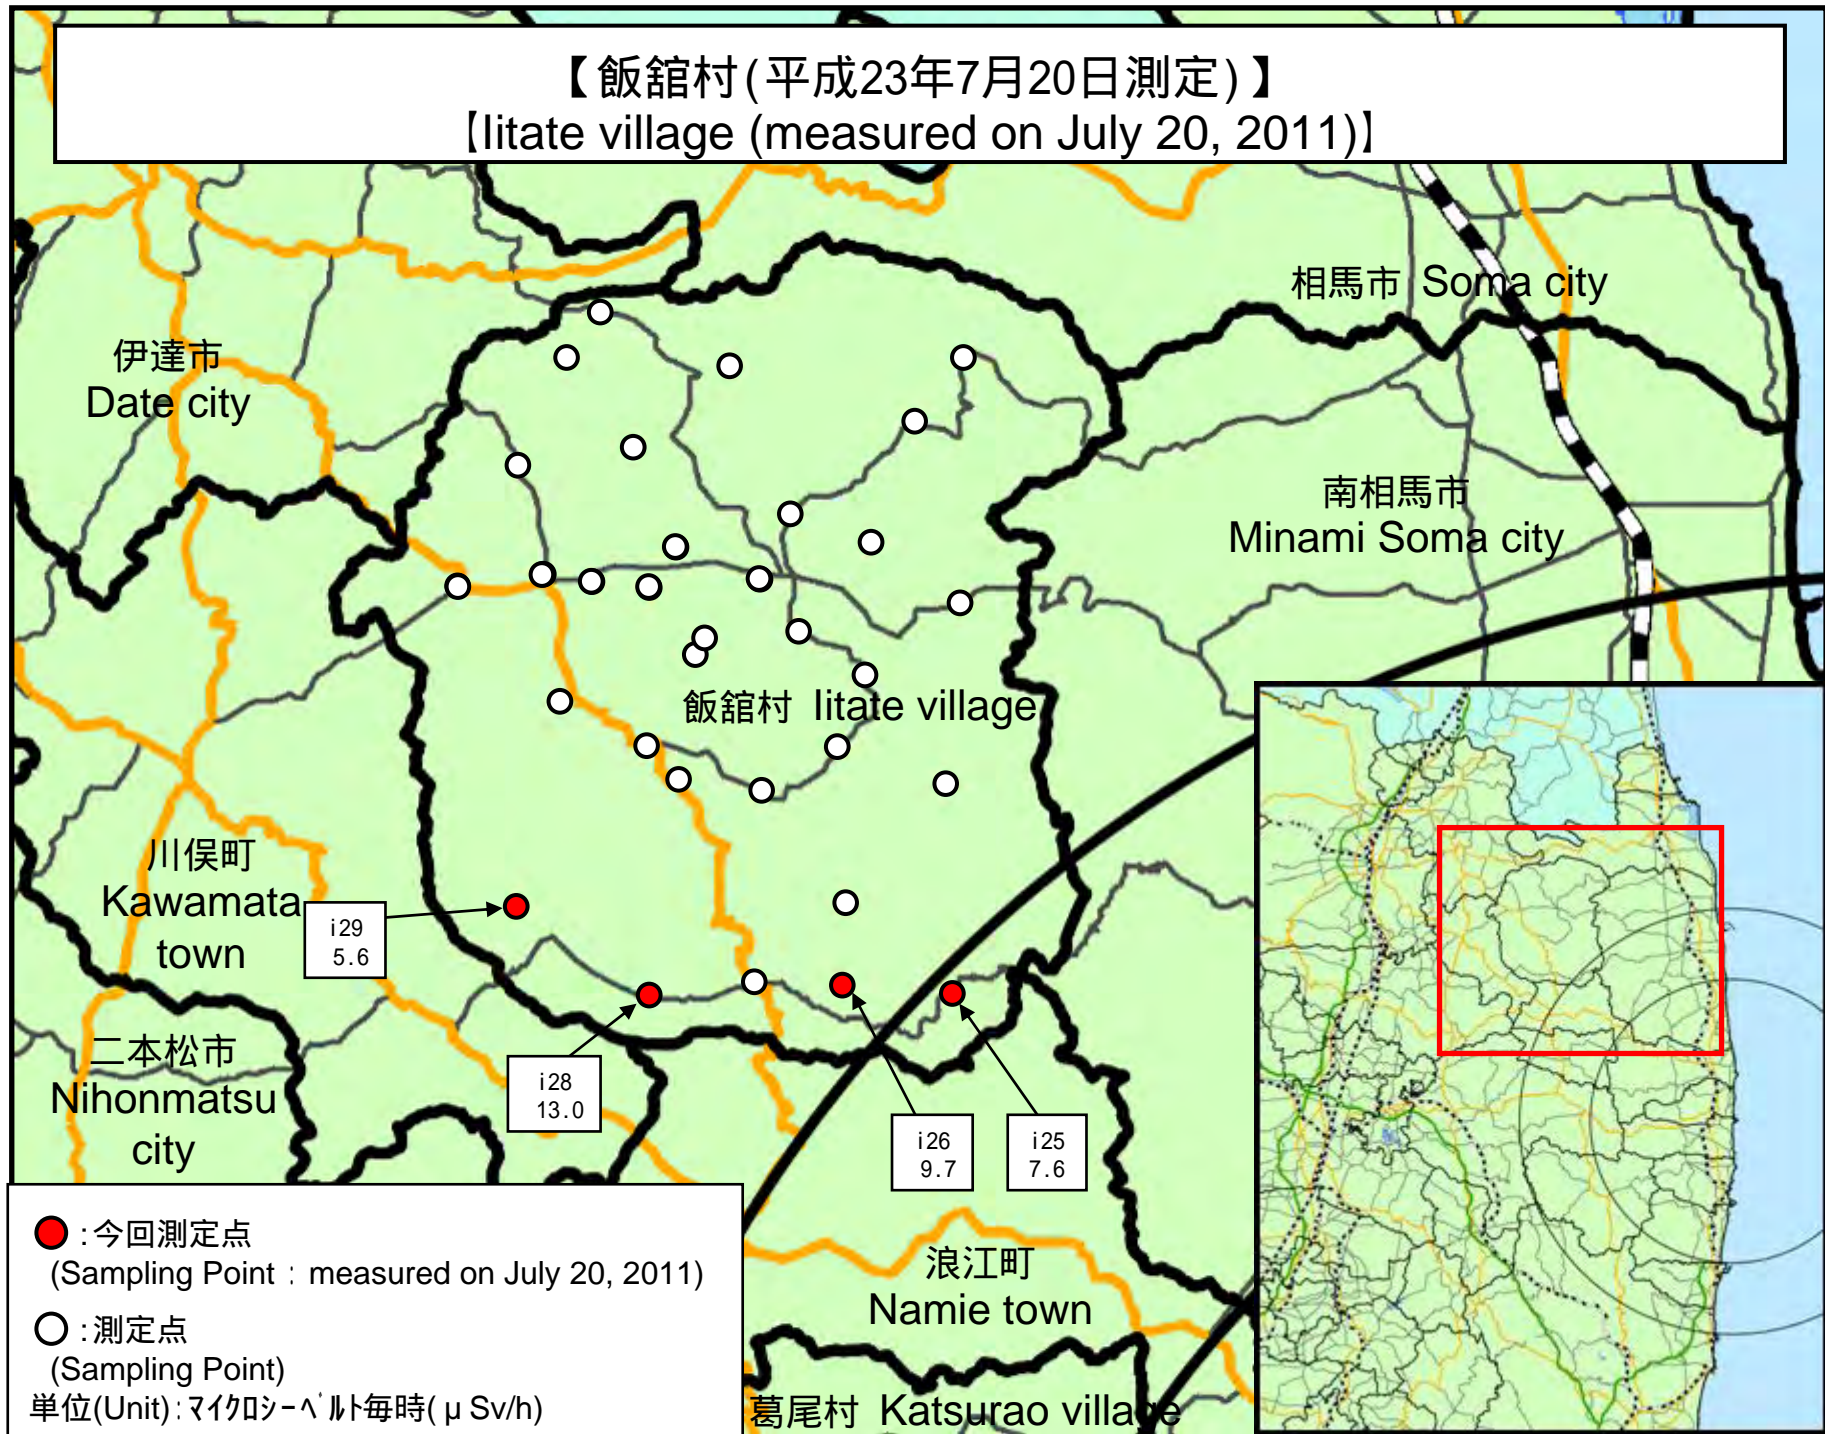 【飯舘村(平成23年7月20日測定)】
【Iitate village (measured on July 20, 2011)】
相馬市 Soma city
伊達市
Date city
南相馬市
Minami Soma city
飯舘村 Iitate village
川俣町
Kawamata
town
i29
5.6
二本松市
Nihonmatsu
city
i28
13.0
i26
9.7
i25
7.6
浪江町
Namie town
葛尾村 Katsurao village
:今回測定点
(Sampling Point : measured on July 20, 2011)
:測定点
(Sampling Point)
単位(Unit):マイクロシーベルト毎時(μSv/h)